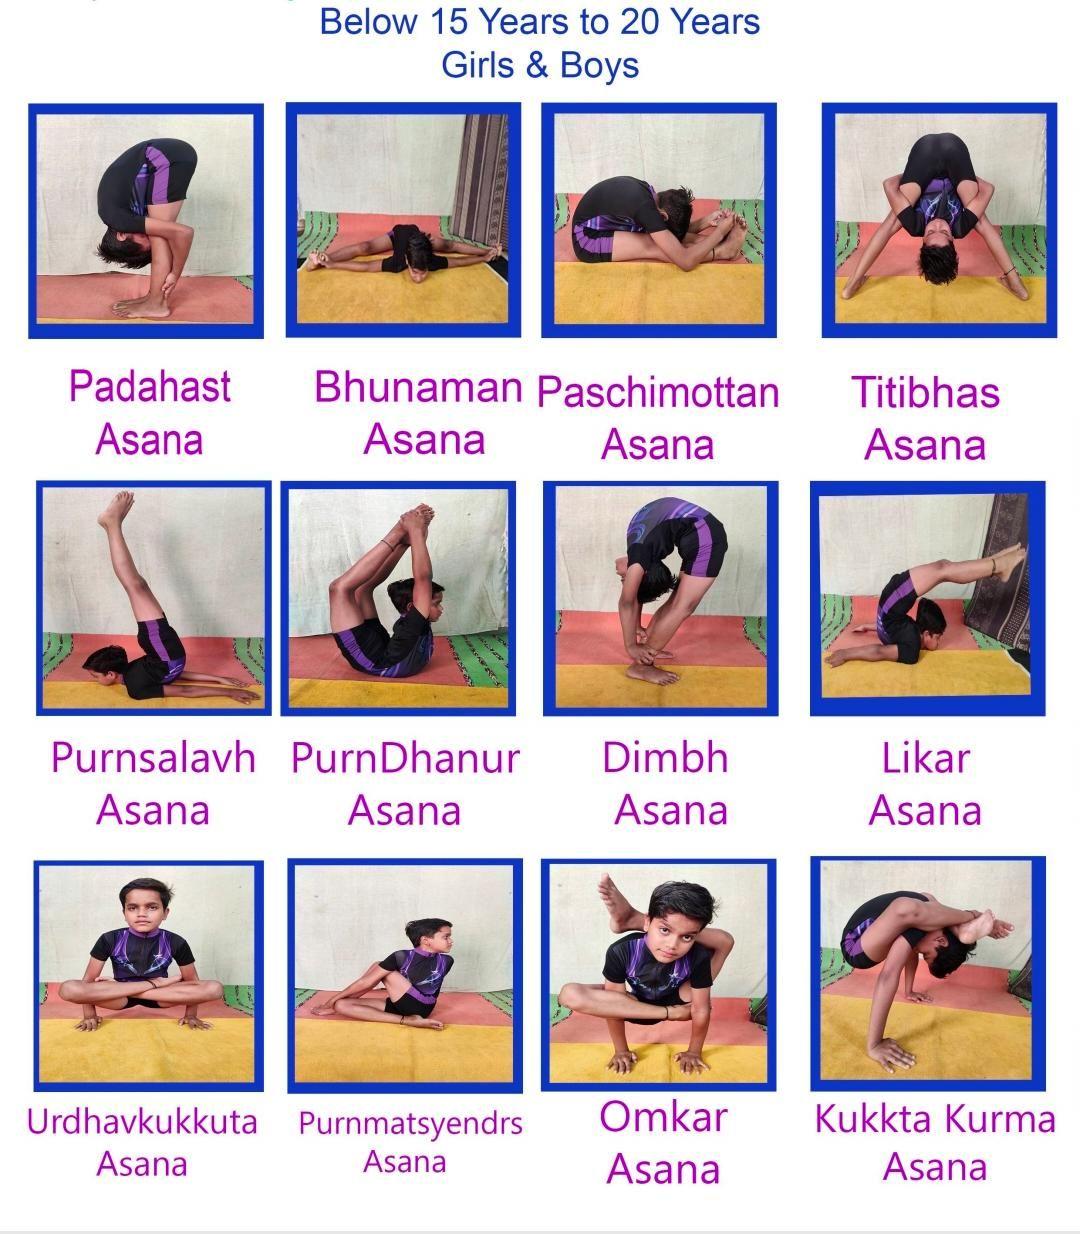 Below 15 Years to 20 Years
Girls & Boys
Padahast
Asana
Bhunaman
Asana
Paschimottan
Asana
Titibhas
Asana
Purnsalavh
Asana
PurnDhanur
Asana
Dimbh
Asana
Likar
Asana
Urdhavkukkuta
Asana
Purnmatsyendrs
Asana
Omkar
Asana
Kukkta Kurma
Asana